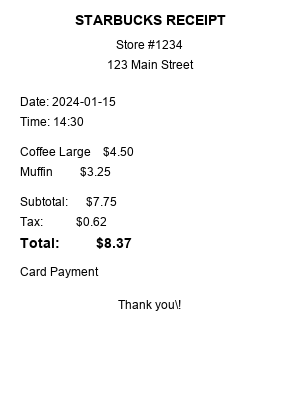 STARBUCKS RECEIPT
Store #1234
123 Main Street
Date: 2024-01-15
Time: 14:30
Coffee Large $4.50
Muffin $3.25
Subtotal: $7.75
Tax: $0.62
Total: $8.37
Card Payment
Thank you\!